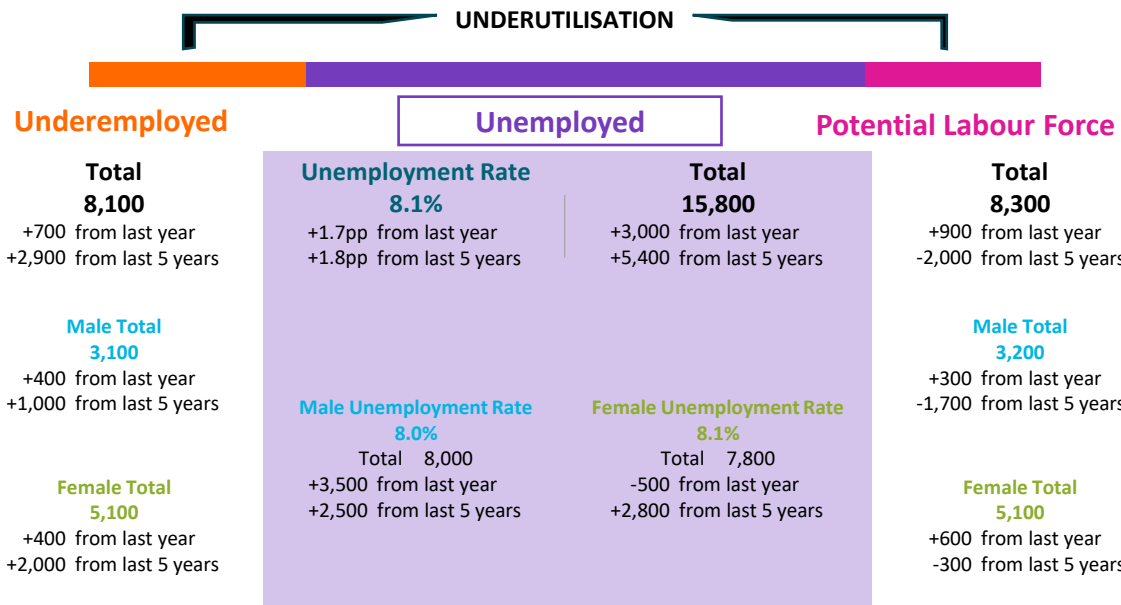 UNDERUTILISATION
Underemployed
Unemployed
Potential Labour Force
Total
8,100
+700 from last year
+2,900 from last 5 years
Male Total
3,100
+400 from last year
+1,000 from last 5 years
Female Total
5,100
+400 from last year
+2,000 from last 5 years
Unemployment Rate
8.1%
+1.7pp from last year
+1.8pp from last 5 years
Total
15,800
+3,000 from last year
+5,400 from last 5 years
Male Unemployment Rate
8.0%
Total 8,000
+3,500 from last year
+2,500 from last 5 years
Female Unemployment Rate
8.1%
Total 7,800
-500 from last year
+2,800 from last 5 years
Total
8,300
+900 from last year
-2,000 from last 5 years
Male Total
3,200
+300 from last year
-1,700 from last 5 years
Female Total
5,100
+600 from last year
-300 from last 5 years